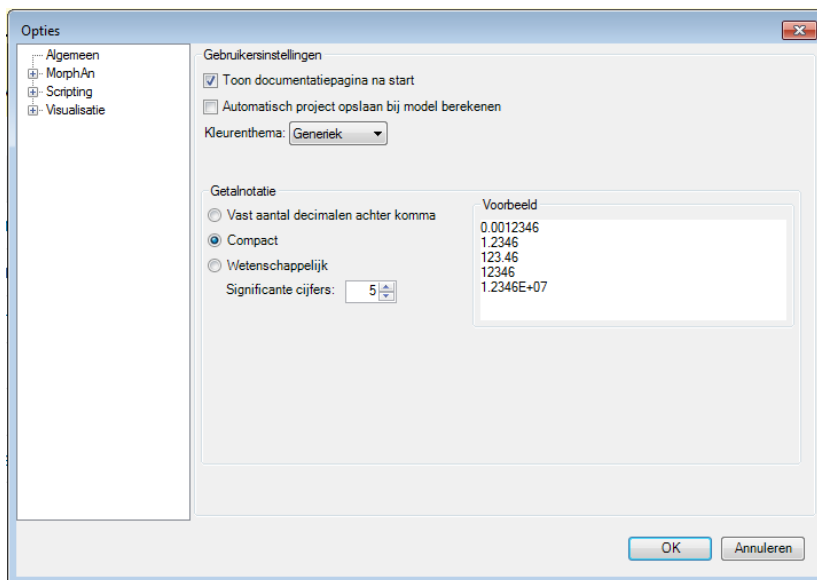 Opties
Algemeen
MorphAn
Scripting
Visualisatie
Gebruikersinstellingen
Toon documentatiepagina na start
Automatisch project opslaan bij model berekenen
Kleurenthema: Generiek
Getalnotatie
Vast aantal decimalen achter komma
Compact
Wetenschappelijk
Significante cijfers: 5
Voorbeeld
0.0012346
1.2346
123.46
12346
1.2346E+07
OK
Annuleren